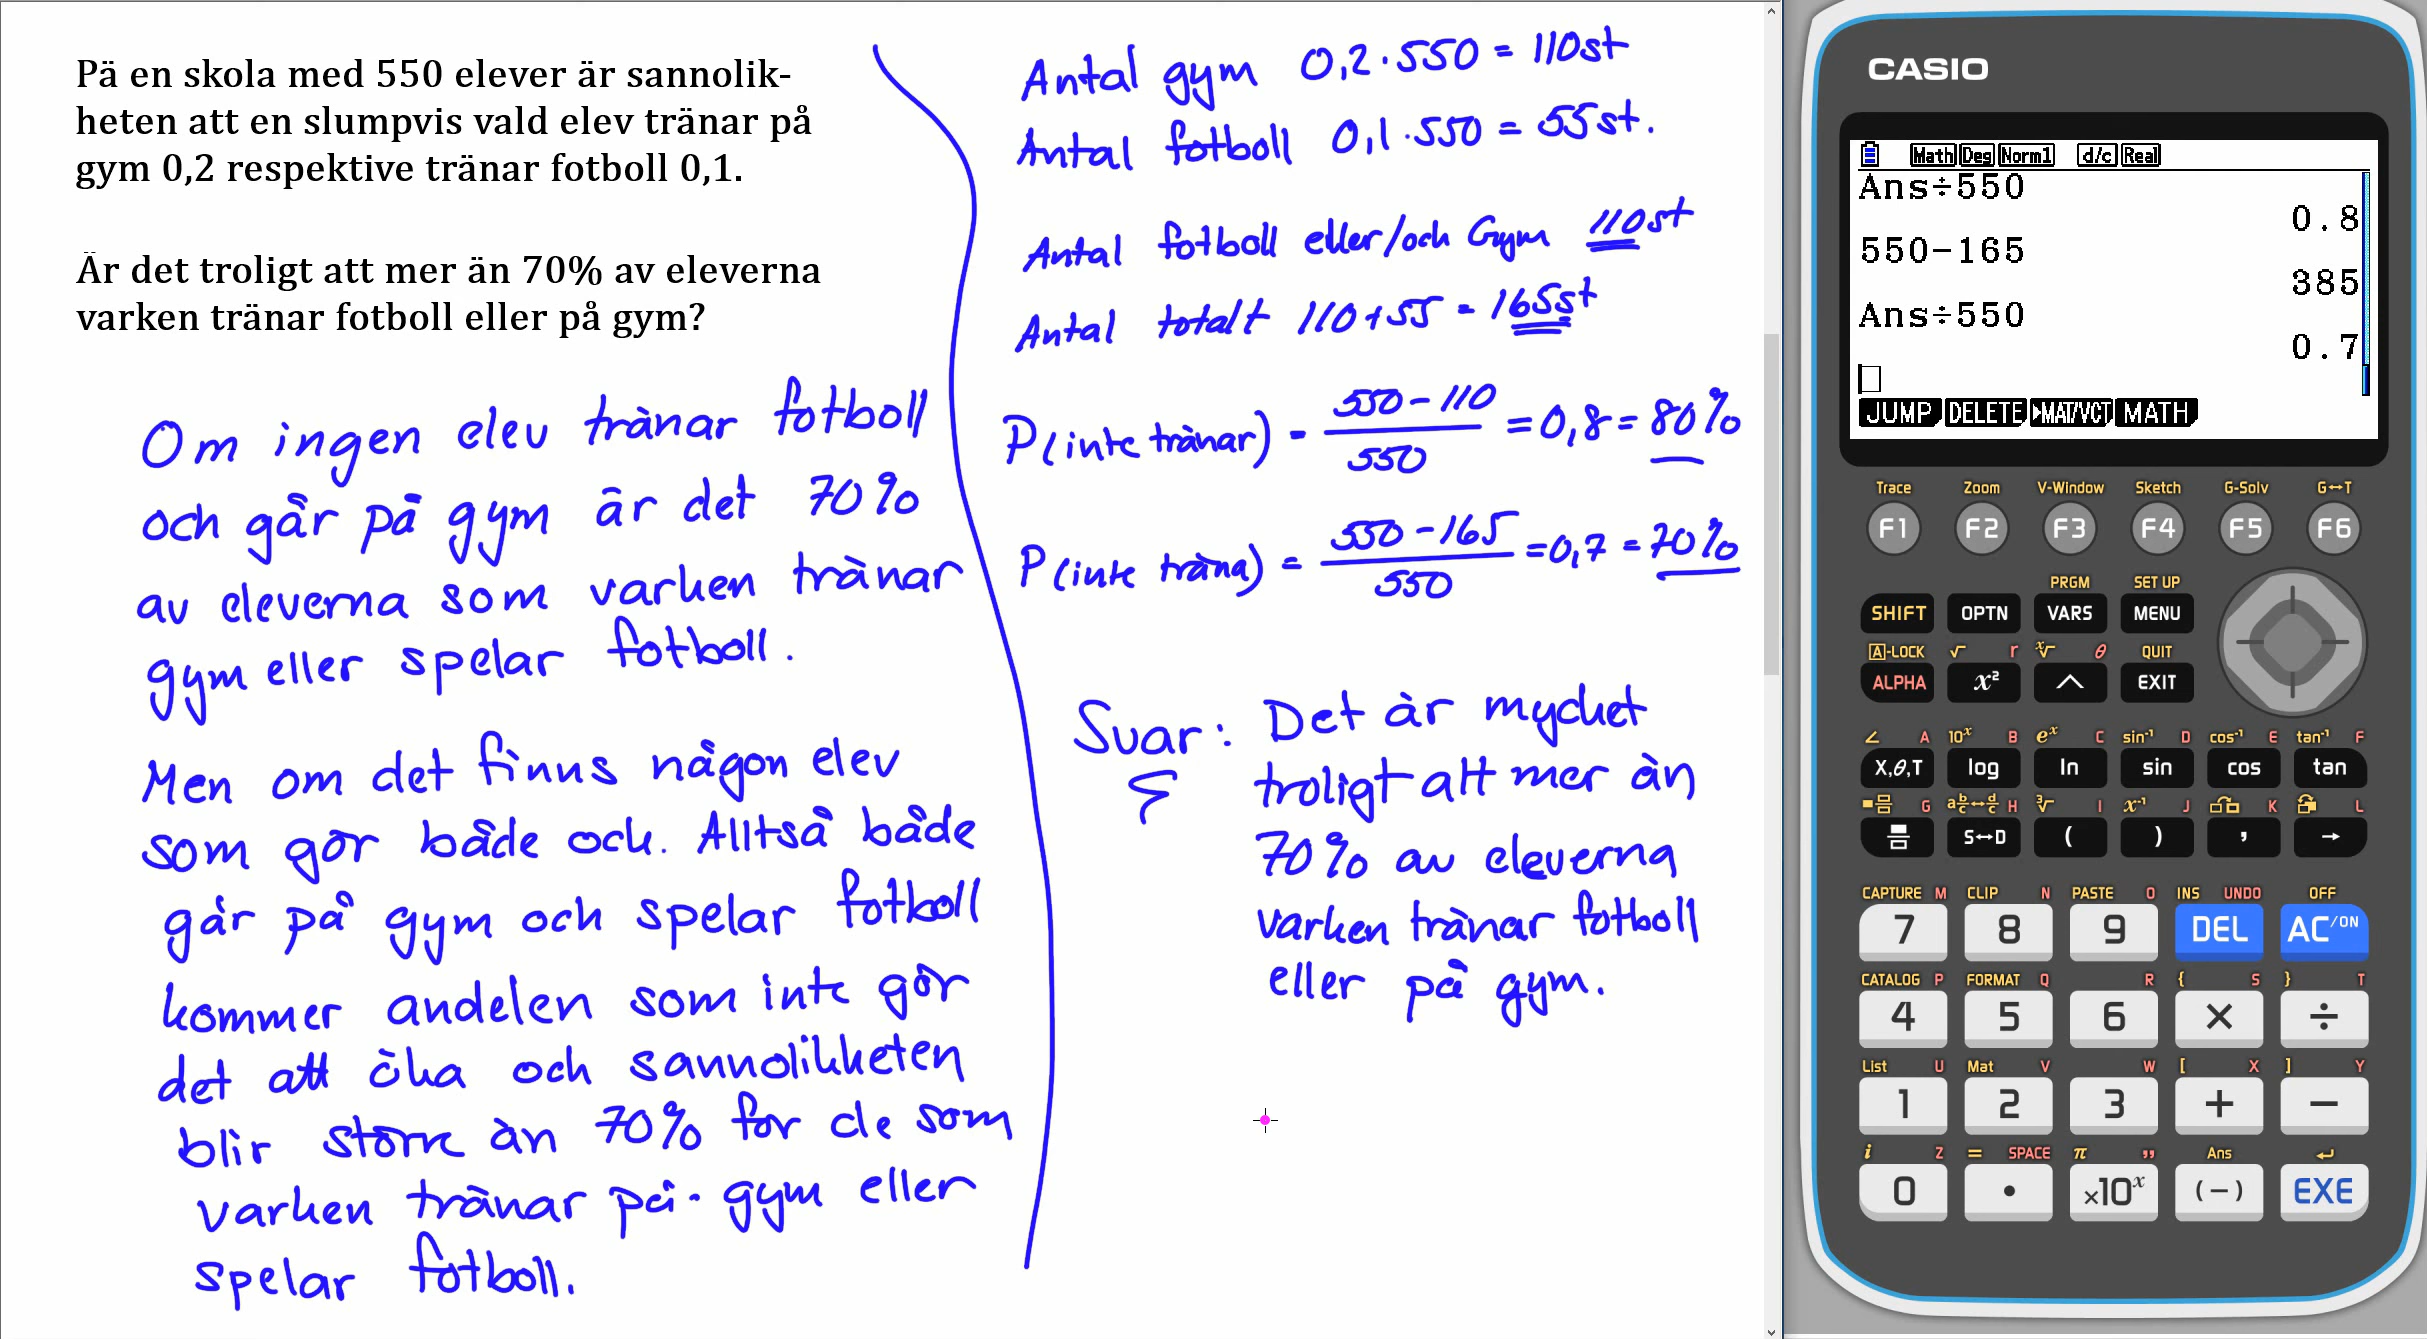 På en skola med 550 elever är sannolik-
heten att en slumpvis vald elev tränar på
gym 0,2 respektive tränar fotboll 0,1.
Är det troligt att mer än 70% av eleverna
varken tränar fotboll eller på gym?
Om ingen elev tränar fotboll
och går på gym är det 70%
av eleverna som varken tränar
gym eller spelar fotboll.
Men om det finns någon elev
som gör både och. Alltså både
går på gym och spelar fotboll
kommer andelen som inte gör
det att öka och sannolikheten
blir större än 70% för de som
varken tränar på gym eller
spelar fotboll.
Antal gym 0,2·550 = 110st
Antal fotboll 0,1·550 = 55st.
Antal fotboll eller/och Gym 110st
Antal totalt 110+55 = 165st
P(inte tränar) = 550-110 / 550 = 0,8 = 80%
P(inte träna) = 550-165 / 550 = 0,7 = 70%
Svar: Det är mycket
troligt att mer än
70% av eleverna
varken tränar fotboll
eller på gym.
CASIO
Math Deg Norm1 d/c Real
Ans÷550
0.8
550-165
385
Ans÷550
0.7
JUMP DELETE ▶MAT/VCT MATH
Trace Zoom V-Window Sketch G-Solv G↔T
F1 F2 F3 F4 F5 F6
PRGM SET UP
SHIFT OPTN VARS MENU
A-LOCK √ r ˣ√ θ QUIT
ALPHA x² ^ EXIT
∠ A 10ˣ B eˣ C sin⁻¹ D cos⁻¹ E tan⁻¹ F
X,θ,T log ln sin cos tan
G a b/c↔d/c H ³√ I x⁻¹ J K L
S↔D ( ) , →
CAPTURE M CLIP N PASTE O INS UNDO OFF
7 8 9 DEL AC/ON
CATALOG P FORMAT Q R { S } T
4 5 6 × ÷
List U Mat V W [ X ] Y
1 2 3 + −
i Z = SPACE π " Ans ↵
0 • ×10ˣ (−) EXE